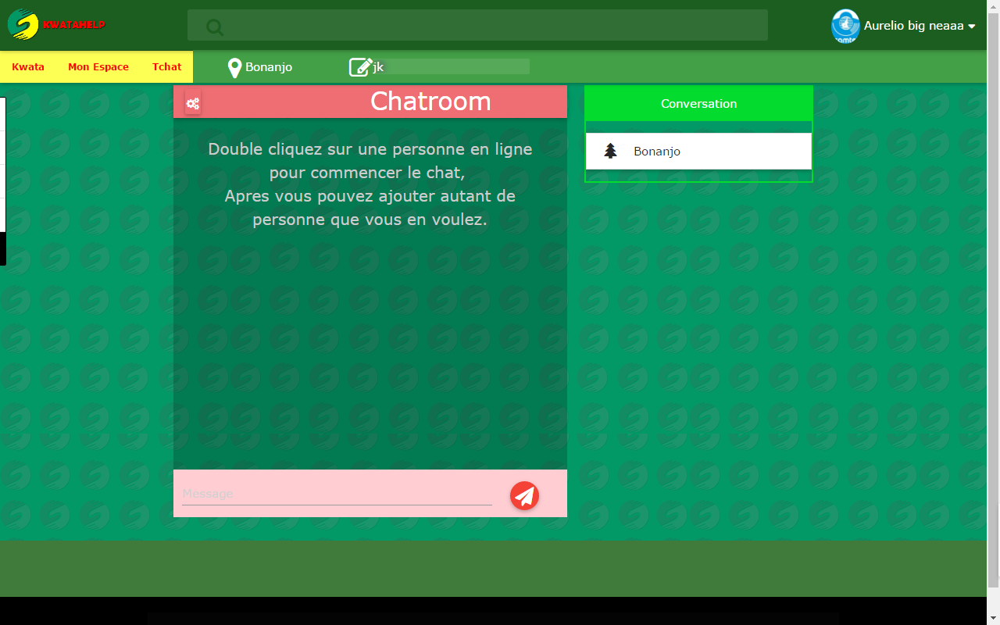 KWATAHELP
Aurelio big neaaa
Kwata Mon Espace Tchat
Bonanjo
jk
Chatroom
Double cliquez sur une personne en ligne
pour commencer le chat,
Apres vous pouvez ajouter autant de
personne que vous en voulez.
Message
Conversation
Bonanjo